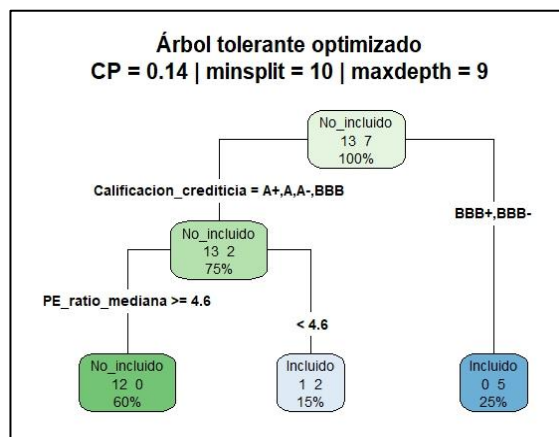 Árbol tolerante optimizado
CP = 0.14 | minsplit = 10 | maxdepth = 9
No_incluido
13 7
100%
Calificacion_crediticia = A+,A,A-,BBB
BBB+,BBB-
No_incluido
13 2
75%
PE_ratio_mediana >= 4.6
< 4.6
No_incluido
12 0
60%
Incluido
1 2
15%
Incluido
0 5
25%